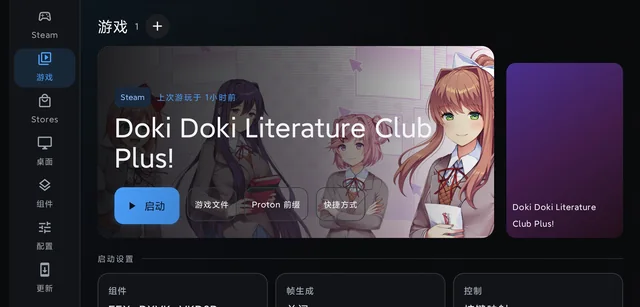 Steam
游戏
Stores
桌面
组件
配置
更新
游戏 1 +
Steam 上次游玩于 1小时前
Doki Doki Literature Club
Plus!
启动 游戏文件 Proton 前缀 快捷方式
Doki Doki Literature
Club Plus!
启动设置
组件 帧生成 控制